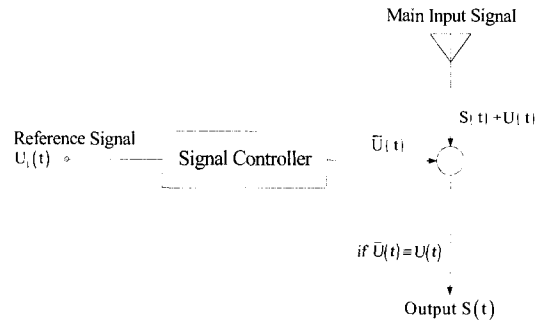 Main Input Signal
S(t) +U(t)
Reference Signal
U₁(t)
Signal Controller
Ũ(t)
if Ũ(t)≡U(t)
Output S(t)